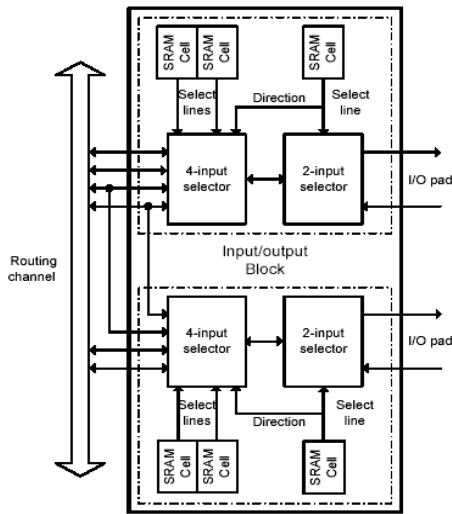 SRAM
Cell
SRAM
Cell
SRAM
Cell
Select
lines
Direction
Select
line
4-input
selector
2-input
selector
I/O pad
Routing
channel
Input/output
Block
4-input
selector
2-input
selector
I/O pad
Select
lines
Direction
Select
line
SRAM
Cell
SRAM
Cell
SRAM
Cell